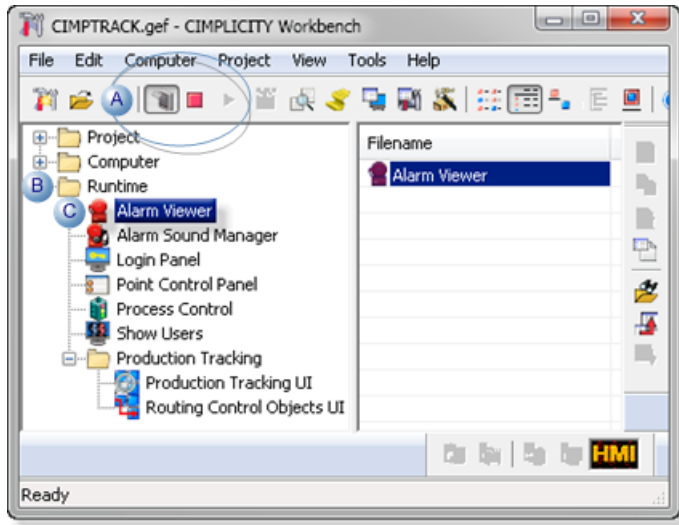 CIMPTRACK.gef - CIMPLICITY Workbench
File Edit Computer Project View Tools Help
A
Project
Computer
B Runtime
C Alarm Viewer
Alarm Sound Manager
Login Panel
Point Control Panel
Process Control
Show Users
Production Tracking
Production Tracking UI
Routing Control Objects UI
Filename
Alarm Viewer
HMI
Ready